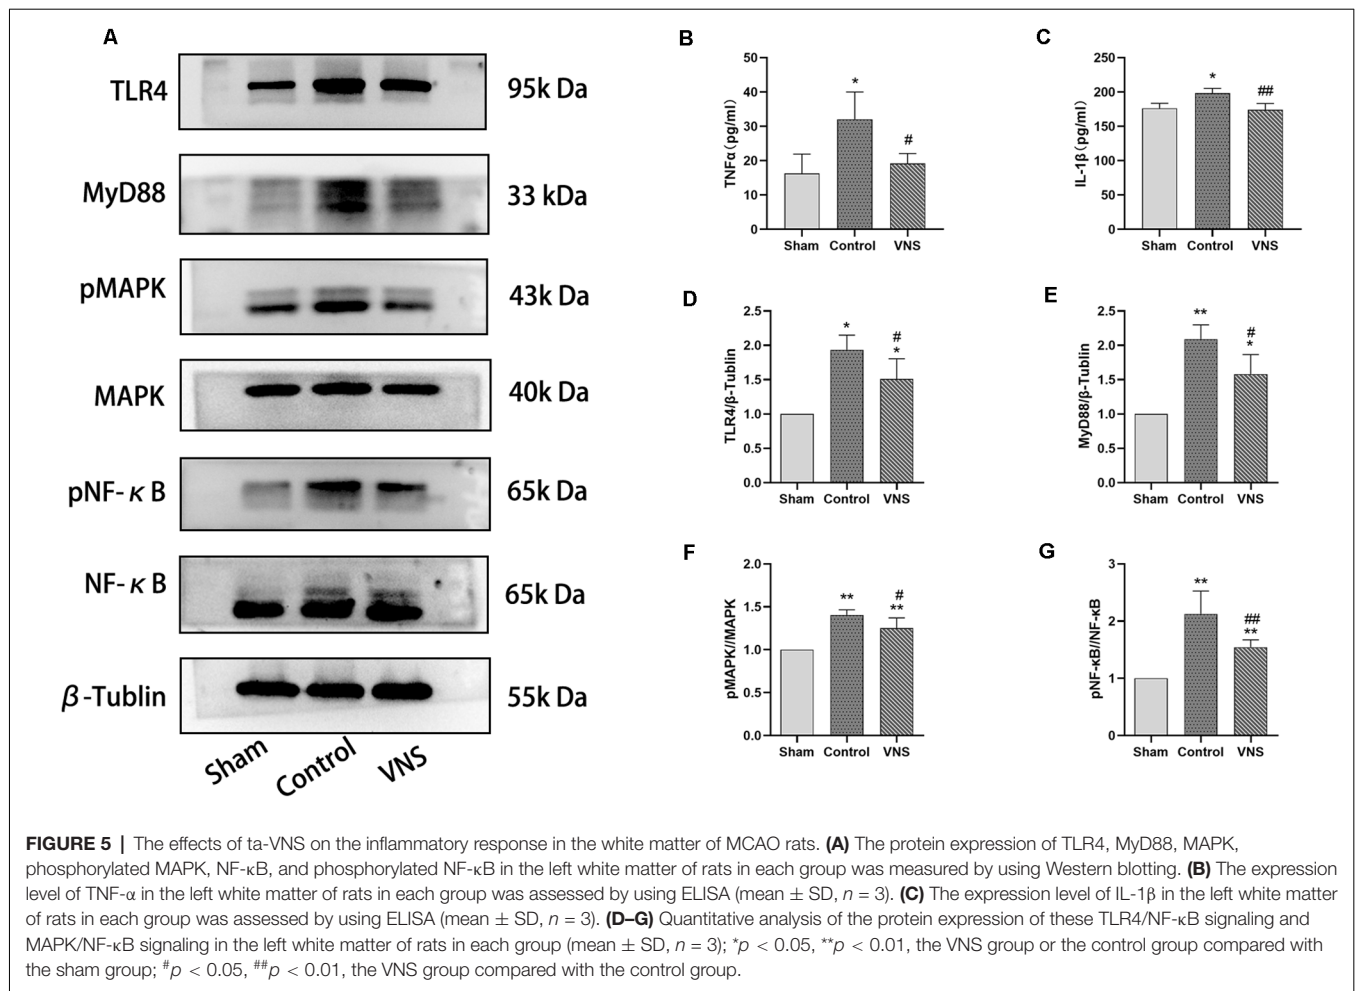 A
TLR4
95k Da
MyD88
33 kDa
pMAPK
43k Da
MAPK
40k Da
pNF-κB
65k Da
NF-κB
65k Da
β-Tublin
55k Da
Sham
Control
VNS
B
TNFα(pg/ml)
50
40
30
20
10
0
*
#
Sham Control VNS
C
IL-1β(pg/ml)
250
200
150
100
50
0
*
##
Sham Control VNS
D
TLR4/β-Tublin
2.5
2.0
1.5
1.0
0.5
0.0
*
#
*
Sham Control VNS
E
MyD88/β-Tublin
2.5
2.0
1.5
1.0
0.5
0.0
**
#
*
Sham Control VNS
F
pMAPK//MAPK
2.0
1.5
1.0
0.5
0.0
**
#
**
Sham Control VNS
G
pNF-κB//NF-κB
3
2
1
0
**
##
**
Sham Control VNS
FIGURE 5 | The effects of ta-VNS on the inflammatory response in the white matter of MCAO rats. (A) The protein expression of TLR4, MyD88, MAPK,
phosphorylated MAPK, NF-κB, and phosphorylated NF-κB in the left white matter of rats in each group was measured by using Western blotting. (B) The expression
level of TNF-α in the left white matter of rats in each group was assessed by using ELISA (mean ± SD, n = 3). (C) The expression level of IL-1β in the left white matter
of rats in each group was assessed by using ELISA (mean ± SD, n = 3). (D–G) Quantitative analysis of the protein expression of these TLR4/NF-κB signaling and
MAPK/NF-κB signaling in the left white matter of rats in each group (mean ± SD, n = 3); *p < 0.05, **p < 0.01, the VNS group or the control group compared with
the sham group; #p < 0.05, ##p < 0.01, the VNS group compared with the control group.